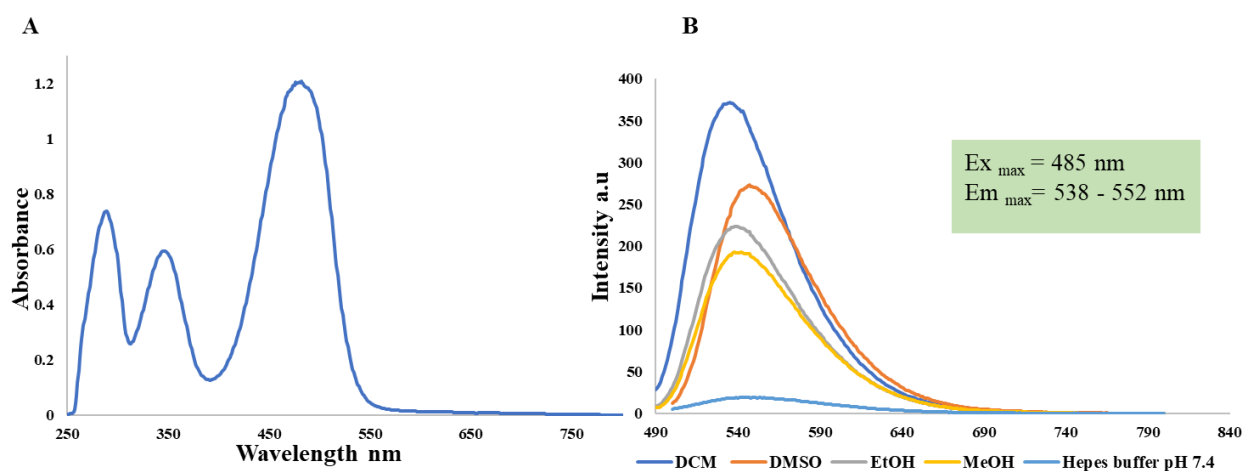 A
Absorbance
1.2
1
0.8
0.6
0.4
0.2
0
250 350 450 550 650 750
Wavelength nm
B
Intensity a.u
400
350
300
250
200
150
100
50
0
490 540 590 640 690 740 790 840
Ex max = 485 nm
Em max= 538 - 552 nm
DCM DMSO EtOH MeOH Hepes buffer pH 7.4